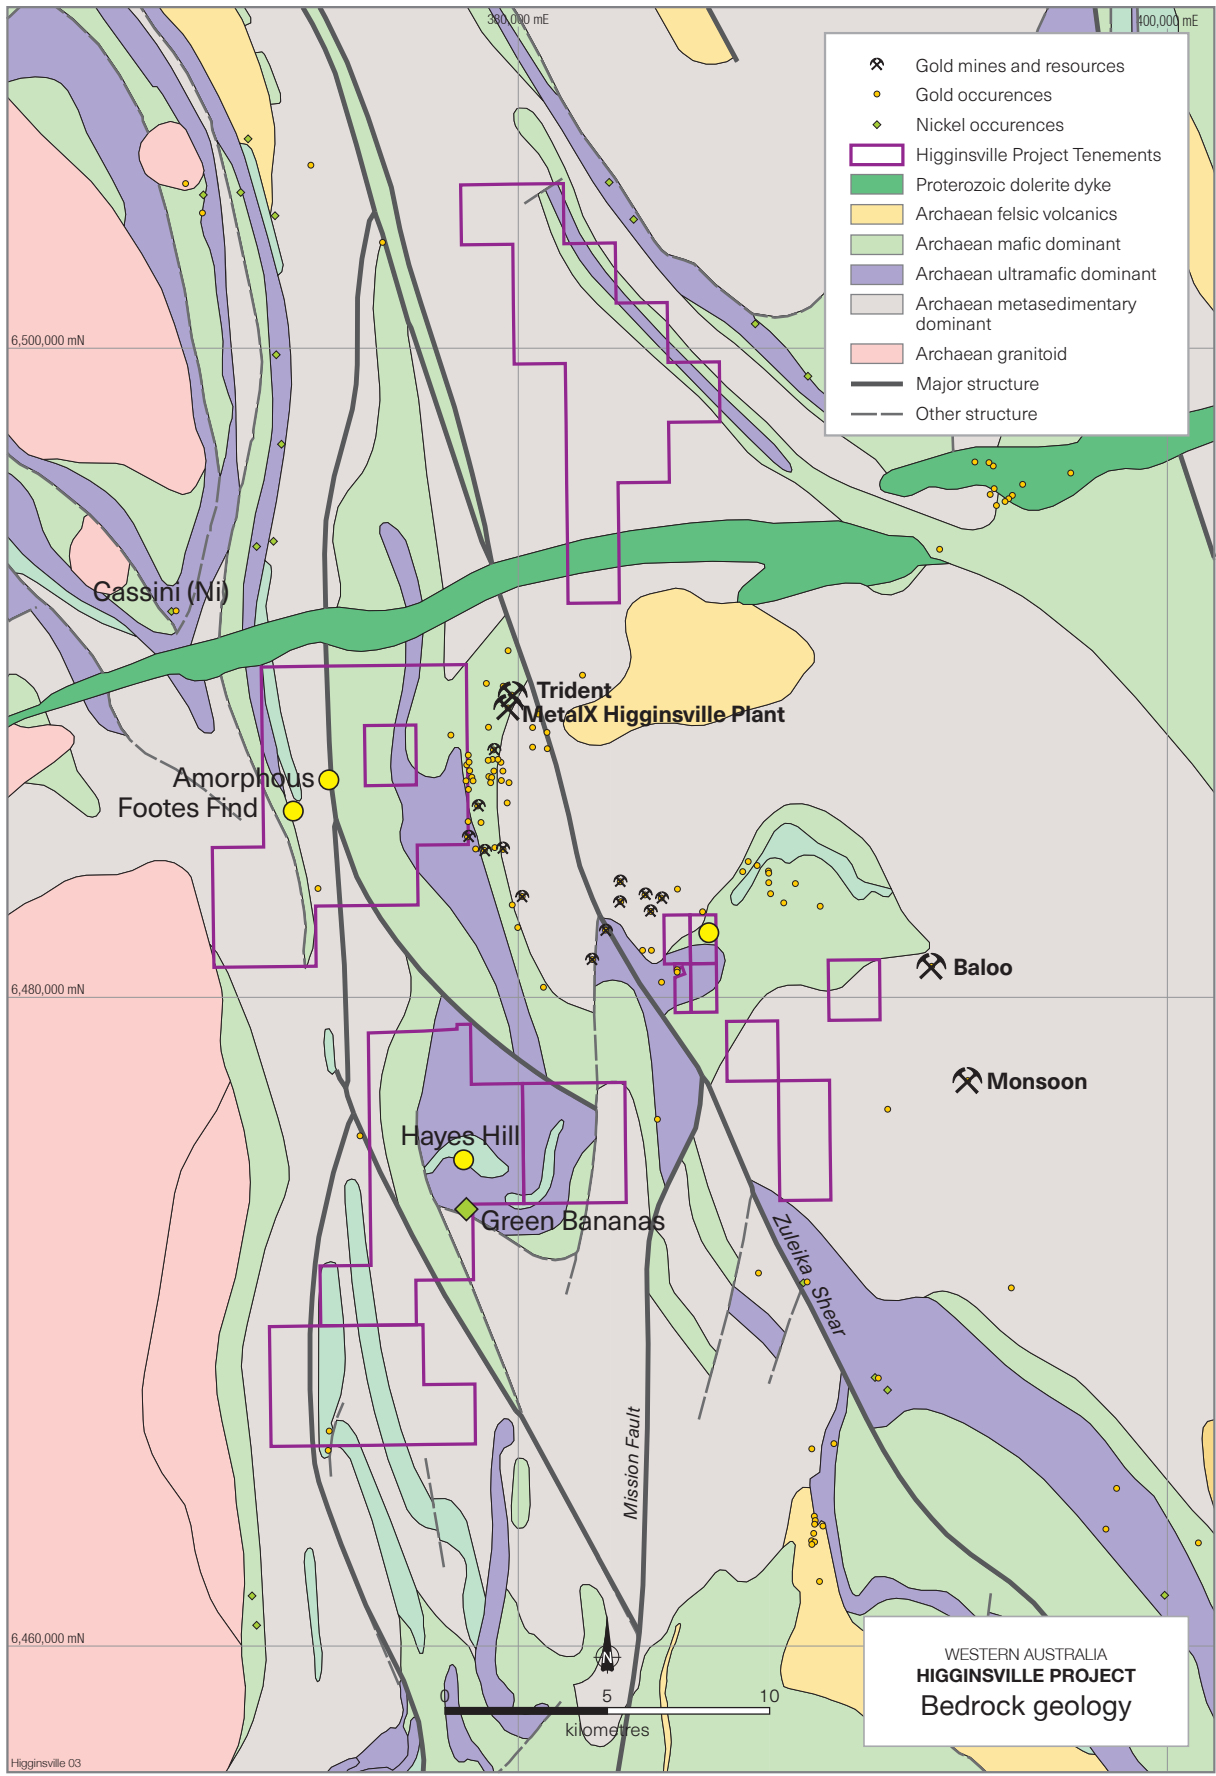 380,000 mE
400,000 mE
Gold mines and resources
Gold occurences
Nickel occurences
Higginsville Project Tenements
Proterozoic dolerite dyke
Archaean felsic volcanics
Archaean mafic dominant
Archaean ultramafic dominant
Archaean metasedimentary
dominant
Archaean granitoid
Major structure
Other structure
6,500,000 mN
Cassini (Ni)
Trident
MetalX Higginsville Plant
Amorphous
Footes Find
Baloo
6,480,000 mN
Monsoon
Hayes Hill
Green Bananas
Zuleika Shear
Mission Fault
6,460,000 mN
N
0 5 10
kilometres
WESTERN AUSTRALIA
HIGGINSVILLE PROJECT
Bedrock geology
Higginsville 03